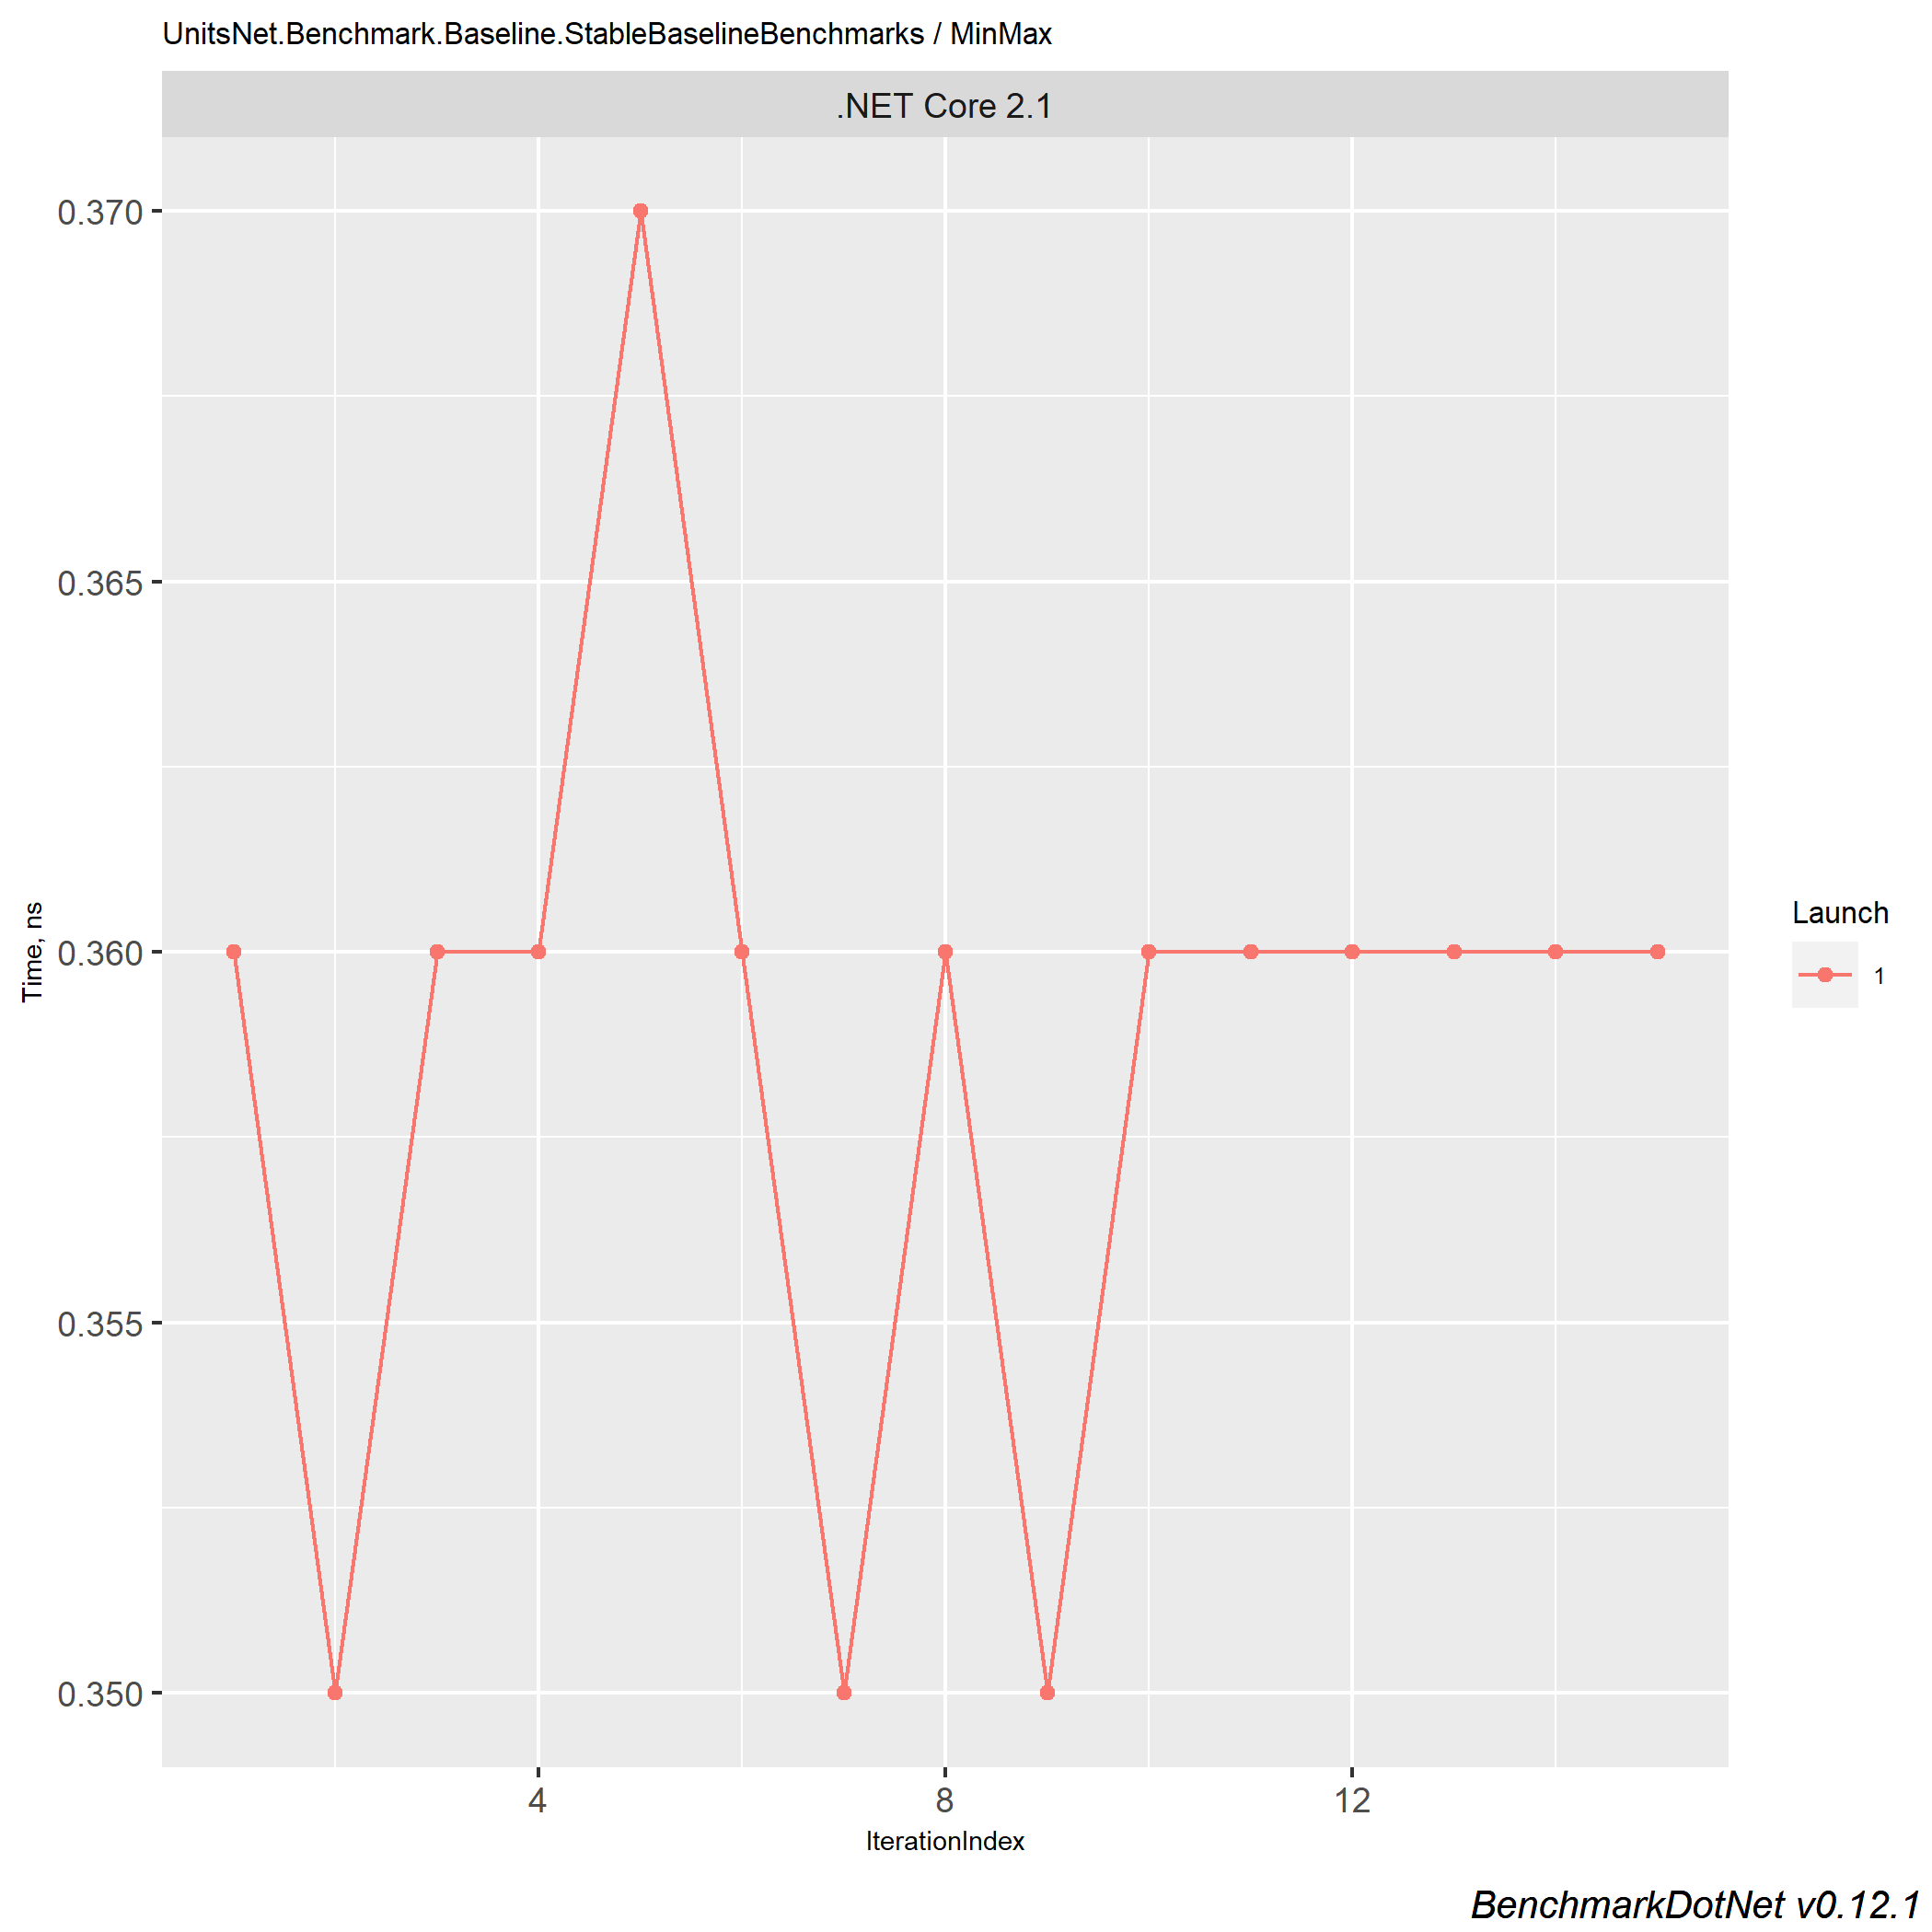 UnitsNet.Benchmark.Baseline.StableBaselineBenchmarks / MinMax
.NET Core 2.1
0.370
0.365
0.360
0.355
0.350
Time, ns
4 8 12
IterationIndex
Launch
1
BenchmarkDotNet v0.12.1